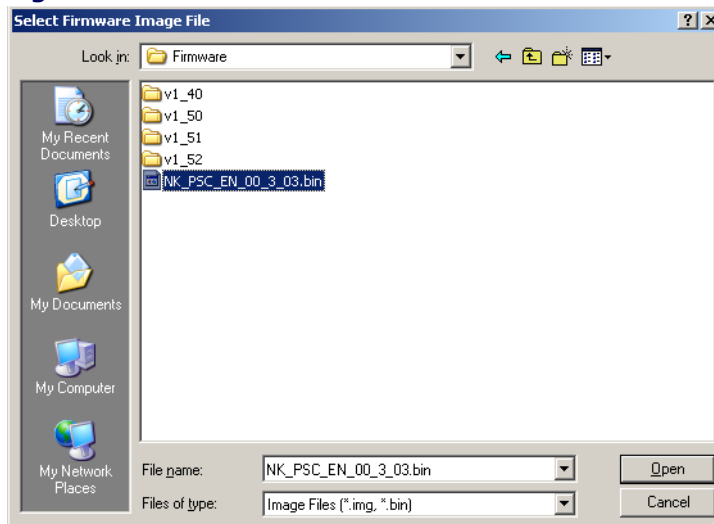 Select Firmware Image File
Look in:
Firmware
My Recent
Documents
Desktop
My Documents
My Computer
My Network
Places
v1_40
v1_50
v1_51
v1_52
NK_PSC_EN_00_3_03.bin
File name:
NK_PSC_EN_00_3_03.bin
Open
Files of type:
Image Files (*.img, *.bin)
Cancel